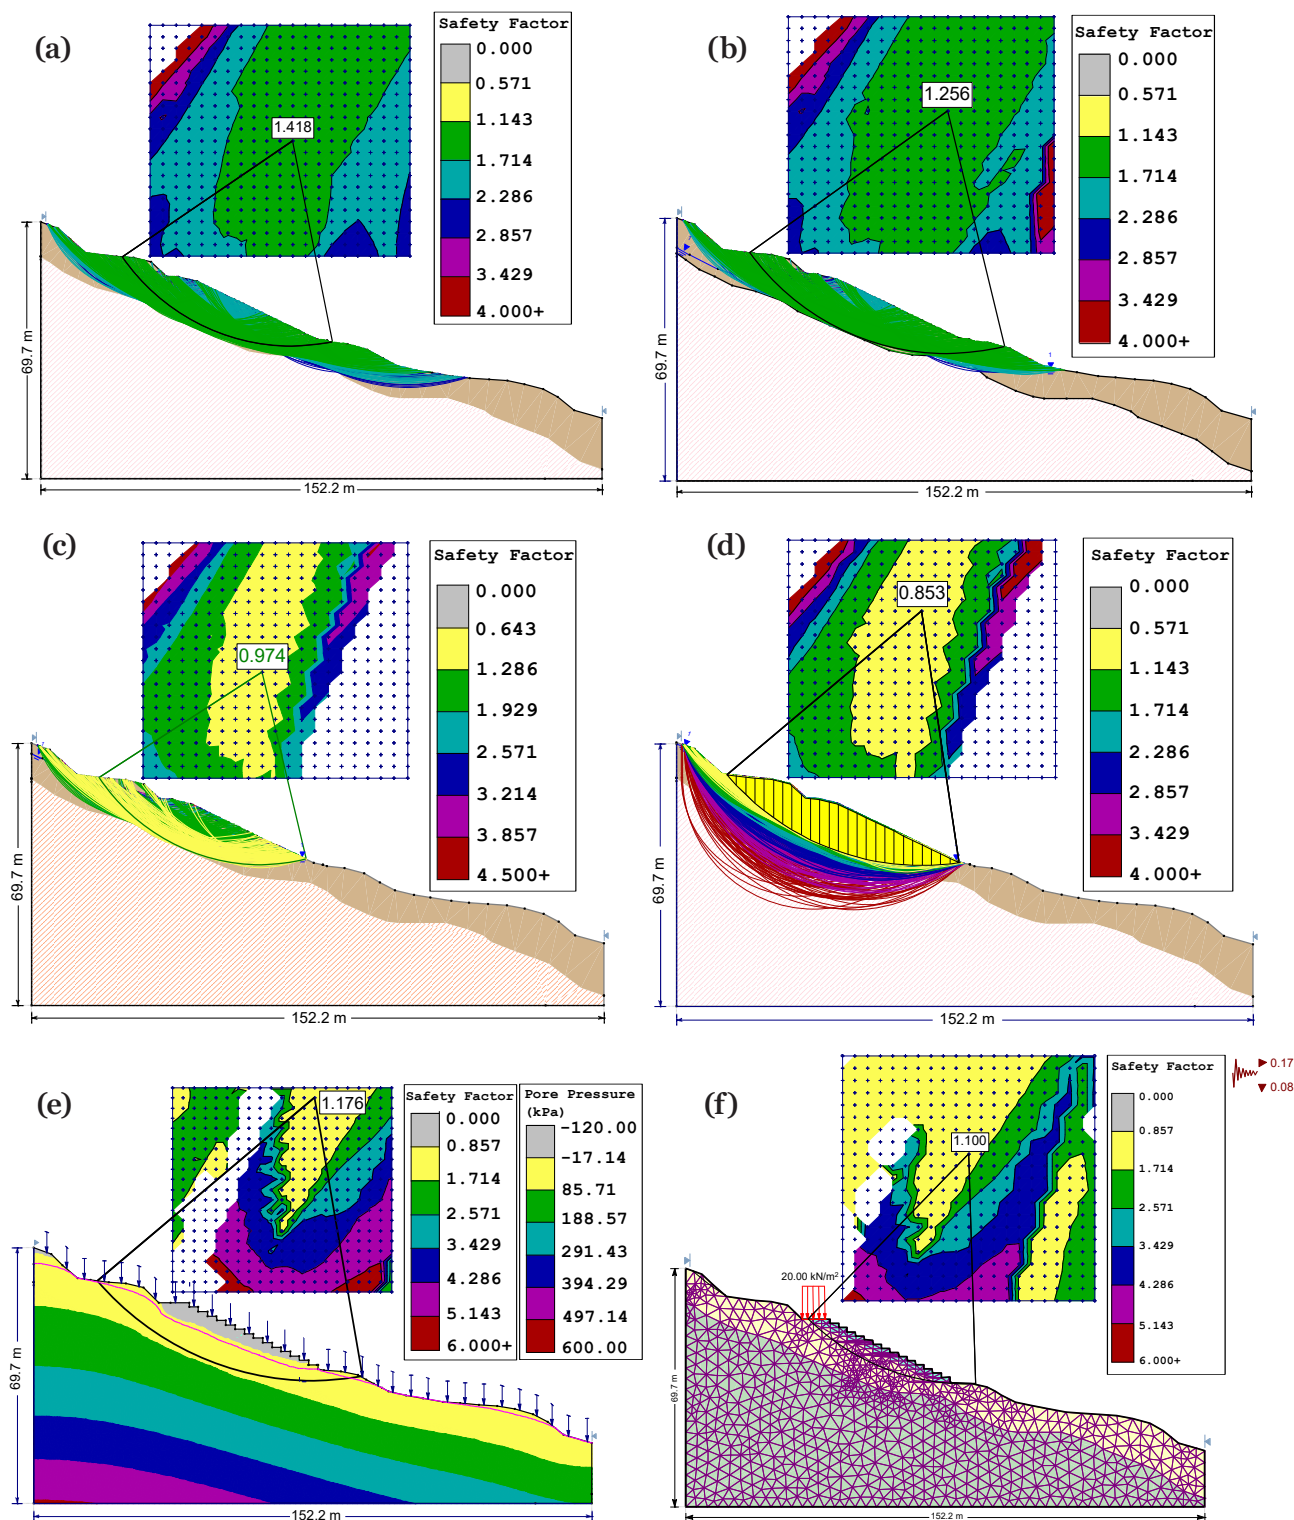 (a)
Safety Factor
0.000
0.571
1.143
1.714
2.286
2.857
3.429
4.000+
1.418
69.7 m
152.2 m
(b)
Safety Factor
0.000
0.571
1.143
1.714
2.286
2.857
3.429
4.000+
1.256
69.7 m
152.2 m
(c)
Safety Factor
0.000
0.643
1.286
1.929
2.571
3.214
3.857
4.500+
0.974
69.7 m
152.2 m
(d)
Safety Factor
0.000
0.571
1.143
1.714
2.286
2.857
3.429
4.000+
0.853
69.7 m
152.2 m
(e)
Safety Factor
0.000
0.857
1.714
2.571
3.429
4.286
5.143
6.000+
Pore Pressure
(kPa)
-120.00
-17.14
85.71
188.57
291.43
394.29
497.14
600.00
1.176
69.7 m
152.2 m
(f)
Safety Factor
0.000
0.857
1.714
2.571
3.429
4.286
5.143
6.000+
0.17
0.08
1.100
20.00 kN/m²
69.7 m
152.2 m